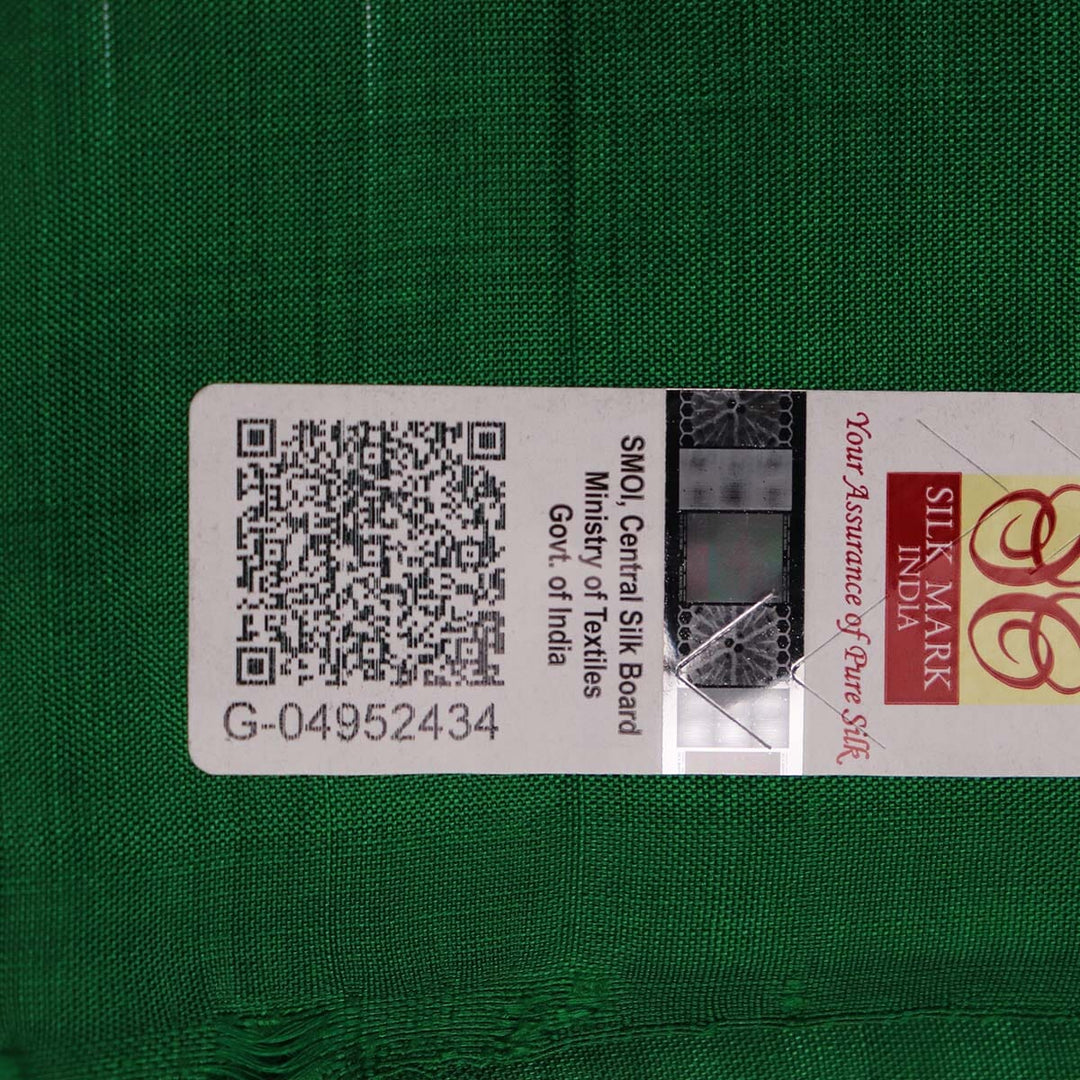 G-04952434
SMOI, Central Silk Board
Ministry of Textiles
Govt. of India
Your Assurance of Pure Silk
SILK MARK
INDIA